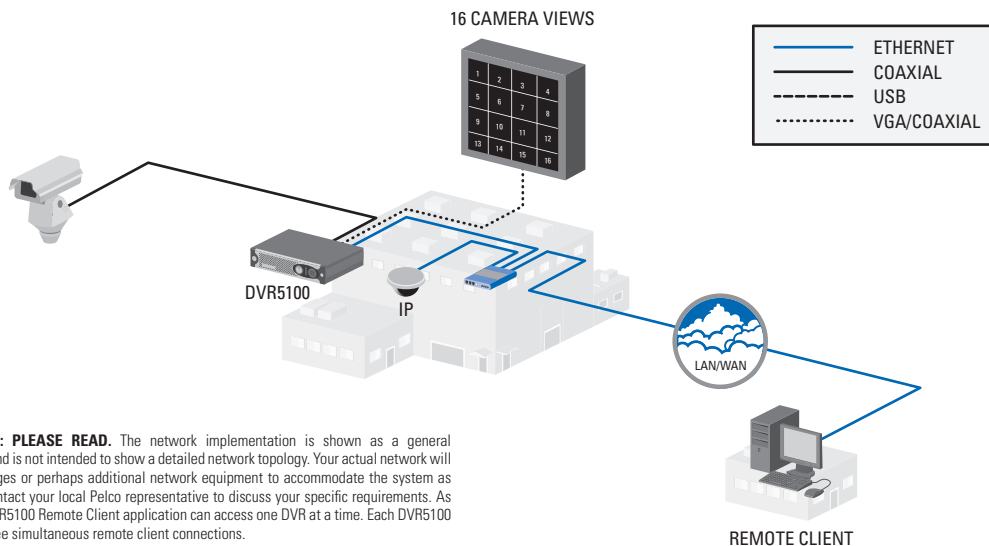 16 CAMERA VIEWS
ETHERNET
COAXIAL
USB
VGA/COAXIAL
1 2 3 4
5 6 7 8
9 10 11 12
13 14 15 16
DVR5100
IP
LAN/WAN
: PLEASE READ. The network implementation is shown as a general
nd is not intended to show a detailed network topology. Your actual network will
ges or perhaps additional network equipment to accommodate the system as
ntact your local Pelco representative to discuss your specific requirements. As
R5100 Remote Client application can access one DVR at a time. Each DVR5100
ee simultaneous remote client connections.
REMOTE CLIENT